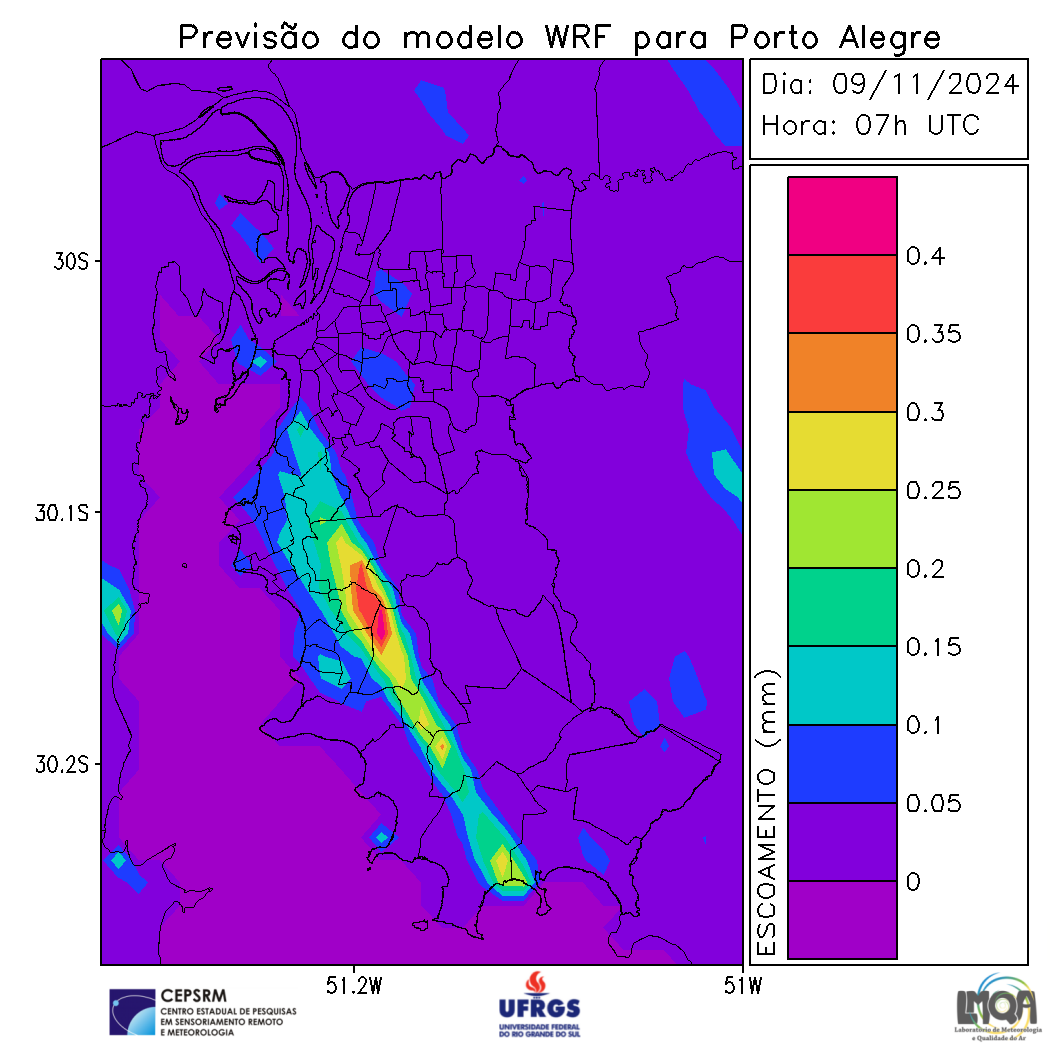 Previsão do modelo WRF para Porto Alegre
Dia: 09/11/2024
Hora: 07h UTC
30S
30.1S
30.2S
51.2W
51W
0.4
0.35
0.3
0.25
0.2
0.15
0.1
0.05
0
ESCOAMENTO (mm)
CEPSRM
CENTRO ESTADUAL DE PESQUISAS
EM SENSORIAMENTO REMOTO
E METEOROLOGIA
UFRGS
UNIVERSIDADE FEDERAL
DO RIO GRANDE DO SUL
LMQA
Laboratório de Meteorologia
e Qualidade do Ar